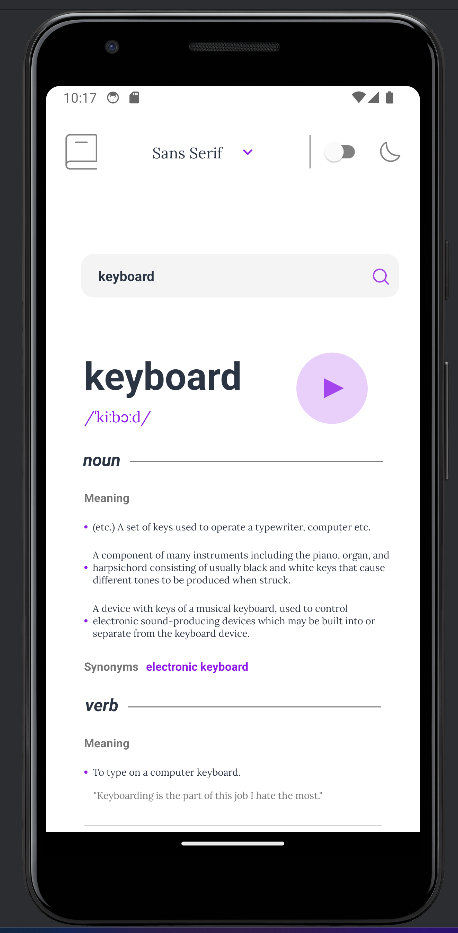 10:17
Sans Serif
keyboard
keyboard
/ˈkiːbɔːd/
noun
Meaning
• (etc.) A set of keys used to operate a typewriter, computer etc.
A component of many instruments including the piano, organ, and
• harpsichord consisting of usually black and white keys that cause
different tones to be produced when struck.
A device with keys of a musical keyboard, used to control
• electronic sound-producing devices which may be built into or
separate from the keyboard device.
Synonyms electronic keyboard
verb
Meaning
• To type on a computer keyboard.
"Keyboarding is the part of this job I hate the most."